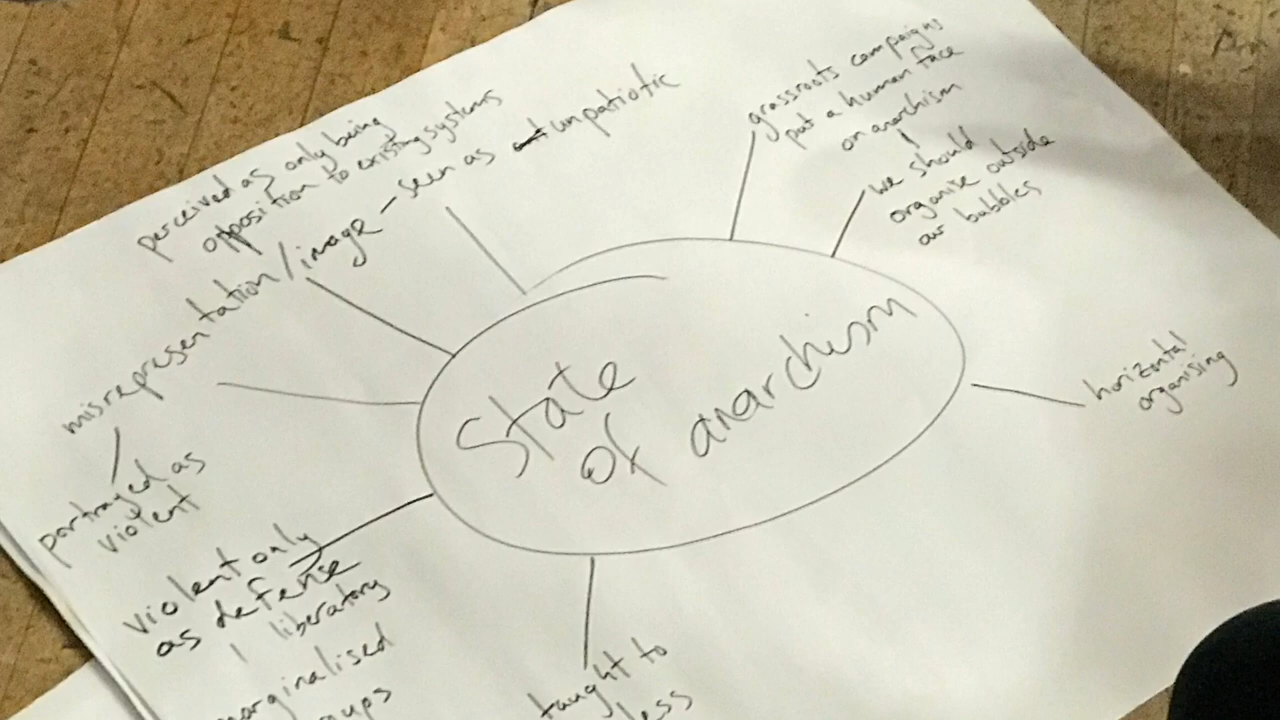 perceived as only being
opposition to existing systems
misrepresentation/image - seen as unpatriotic
portrayed as
violent
violent only
as defense
liberatory
marginalised
grassroots campaigns
put a human face
on anarchism
we should
organise outside
our bubbles
horizontal
organising
State
of anarchism
taught to